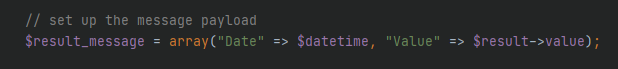 // set up the message payload
$result_message = array("Date" => $datetime, "Value" => $result->value);